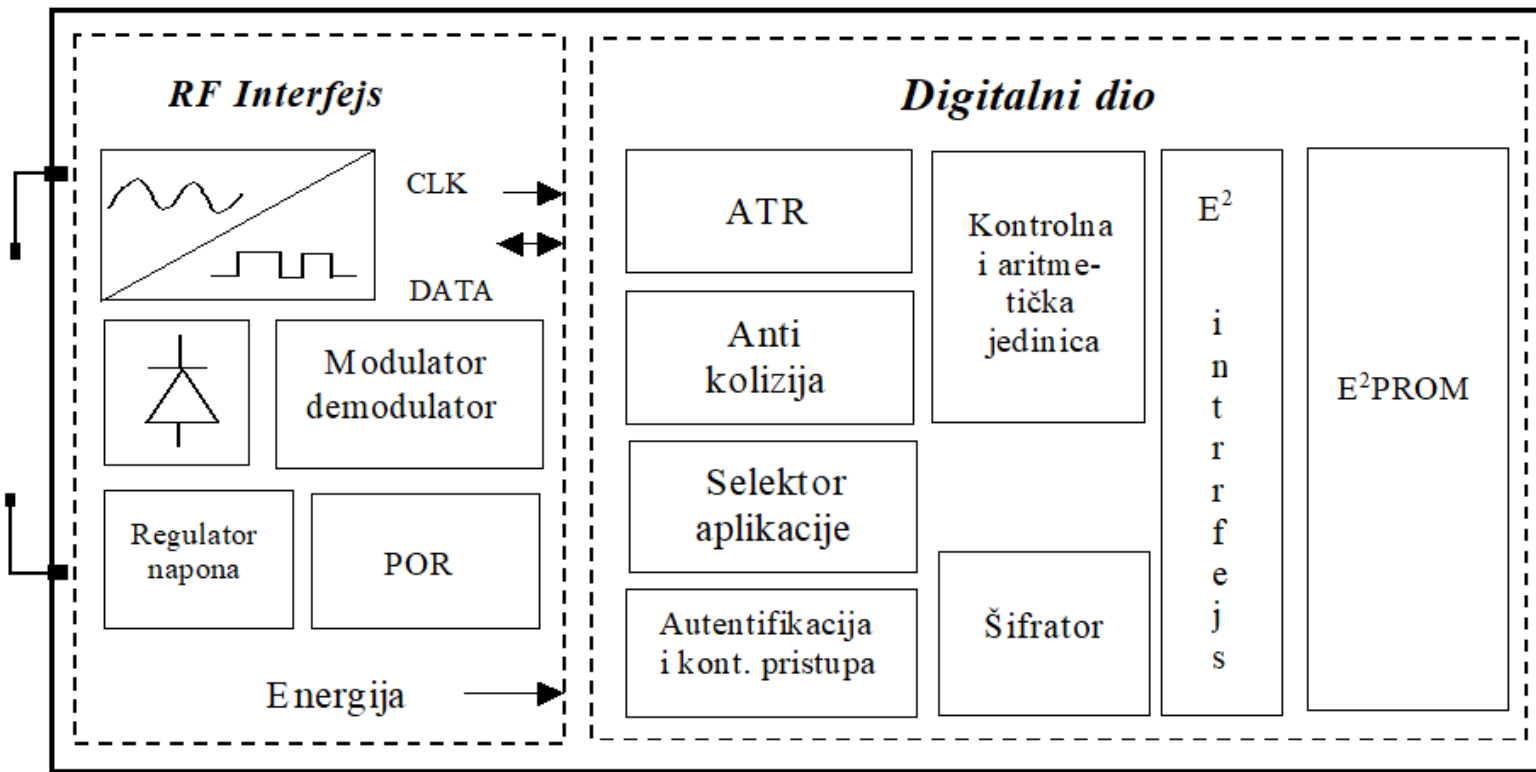 RF Interfejs
CLK
DATA
Modulator
demodulator
Regulator
napona
POR
Energija
Digitalni dio
ATR
Anti
kolizija
Selektor
aplikacije
Autentifikacija
i kont. pristupa
Kontrolna
i aritme-
tička
jedinica
Šifrator
E²
i
n
t
r
r
f
e
j
s
E²PROM